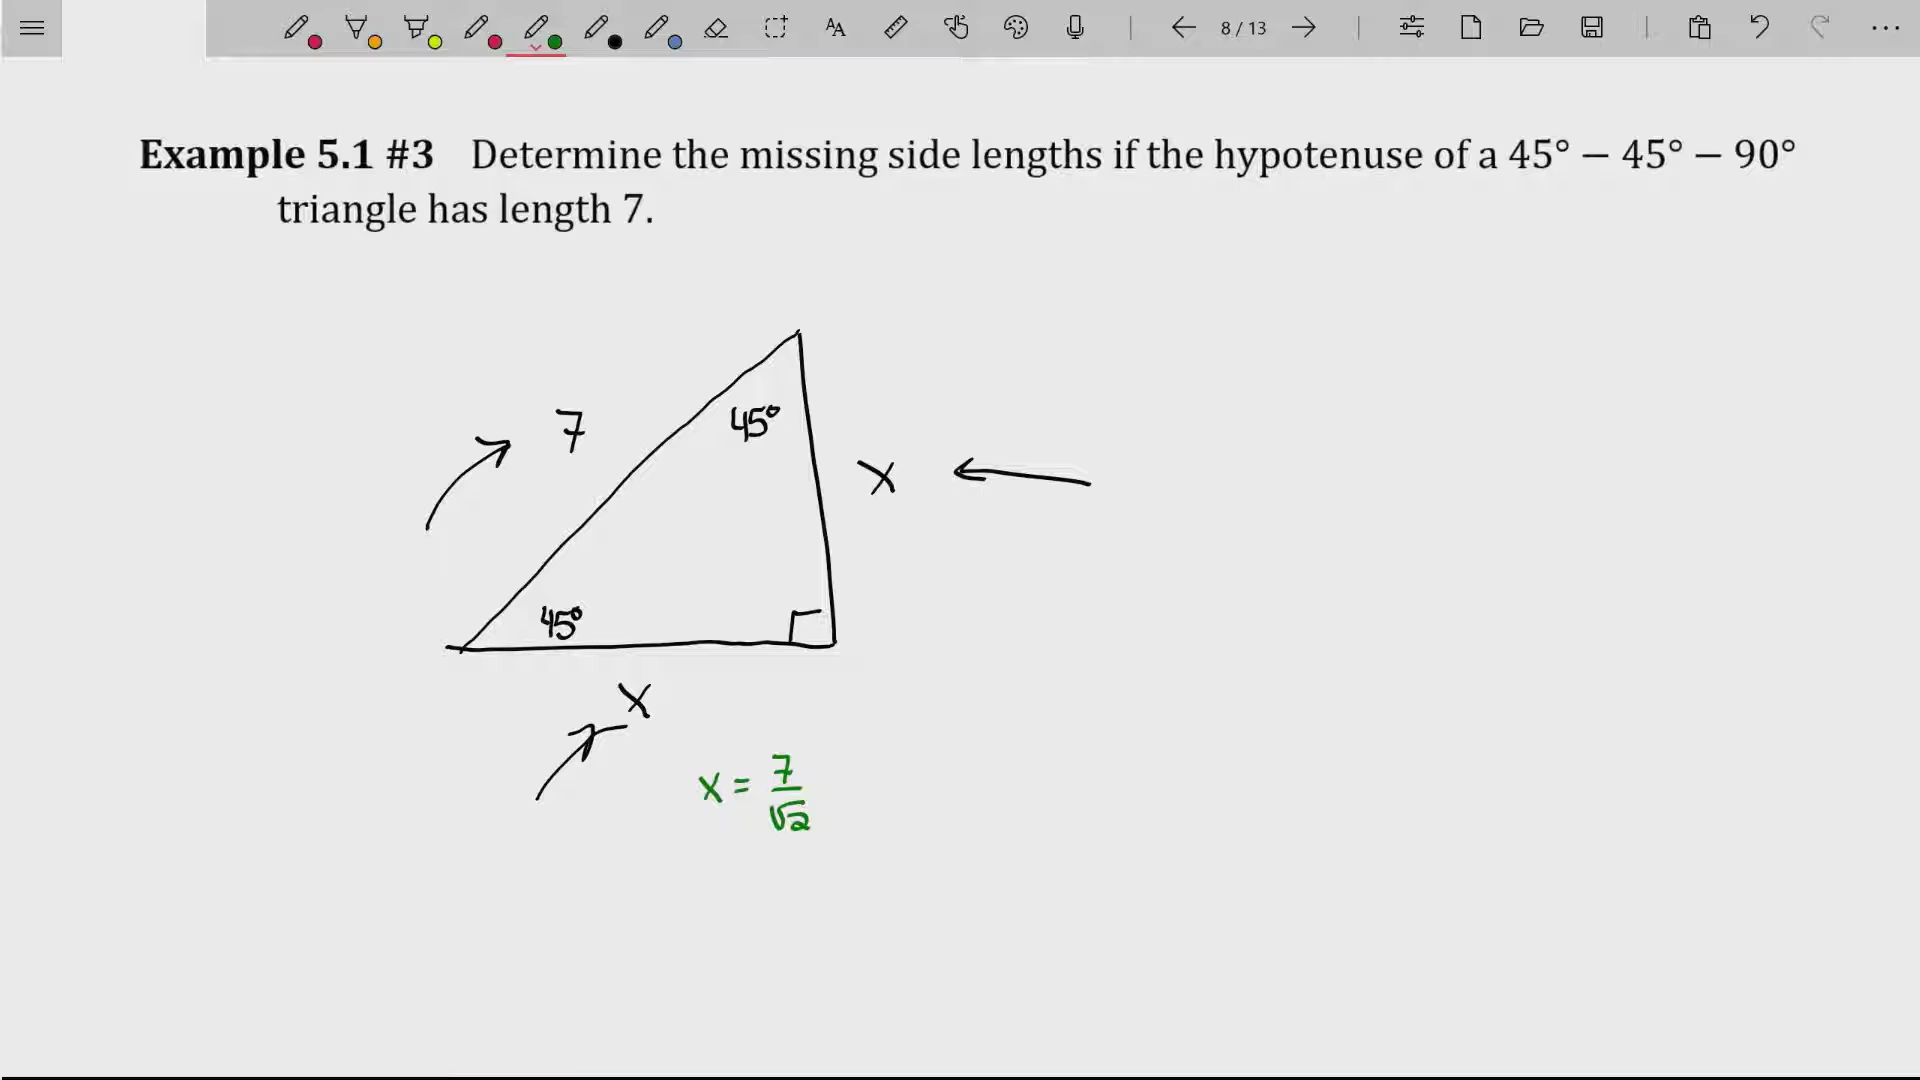 8 / 13
Example 5.1 #3 Determine the missing side lengths if the hypotenuse of a 45° − 45° − 90°
triangle has length 7.
7
45°
x
45°
x
x = 7/√2